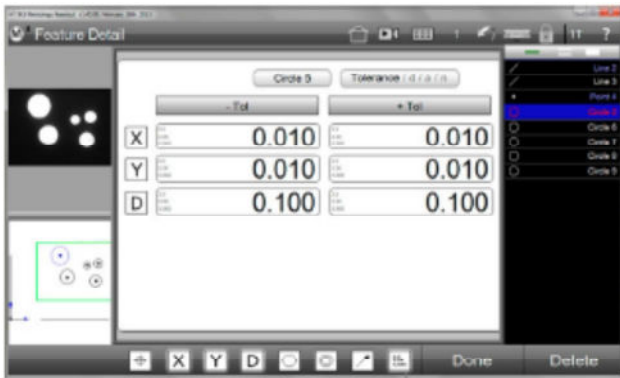 Feature Detail
1T ?
Circle 5 Tolerance / d / a / n
- Tol + Tol
X 0.010 0.010
Y 0.010 0.010
D 0.100 0.100
Line 2
Line 3
Point 4
Circle 5
Circle 6
Circle 7
Circle 8
Circle 9
X Y D Done Delete